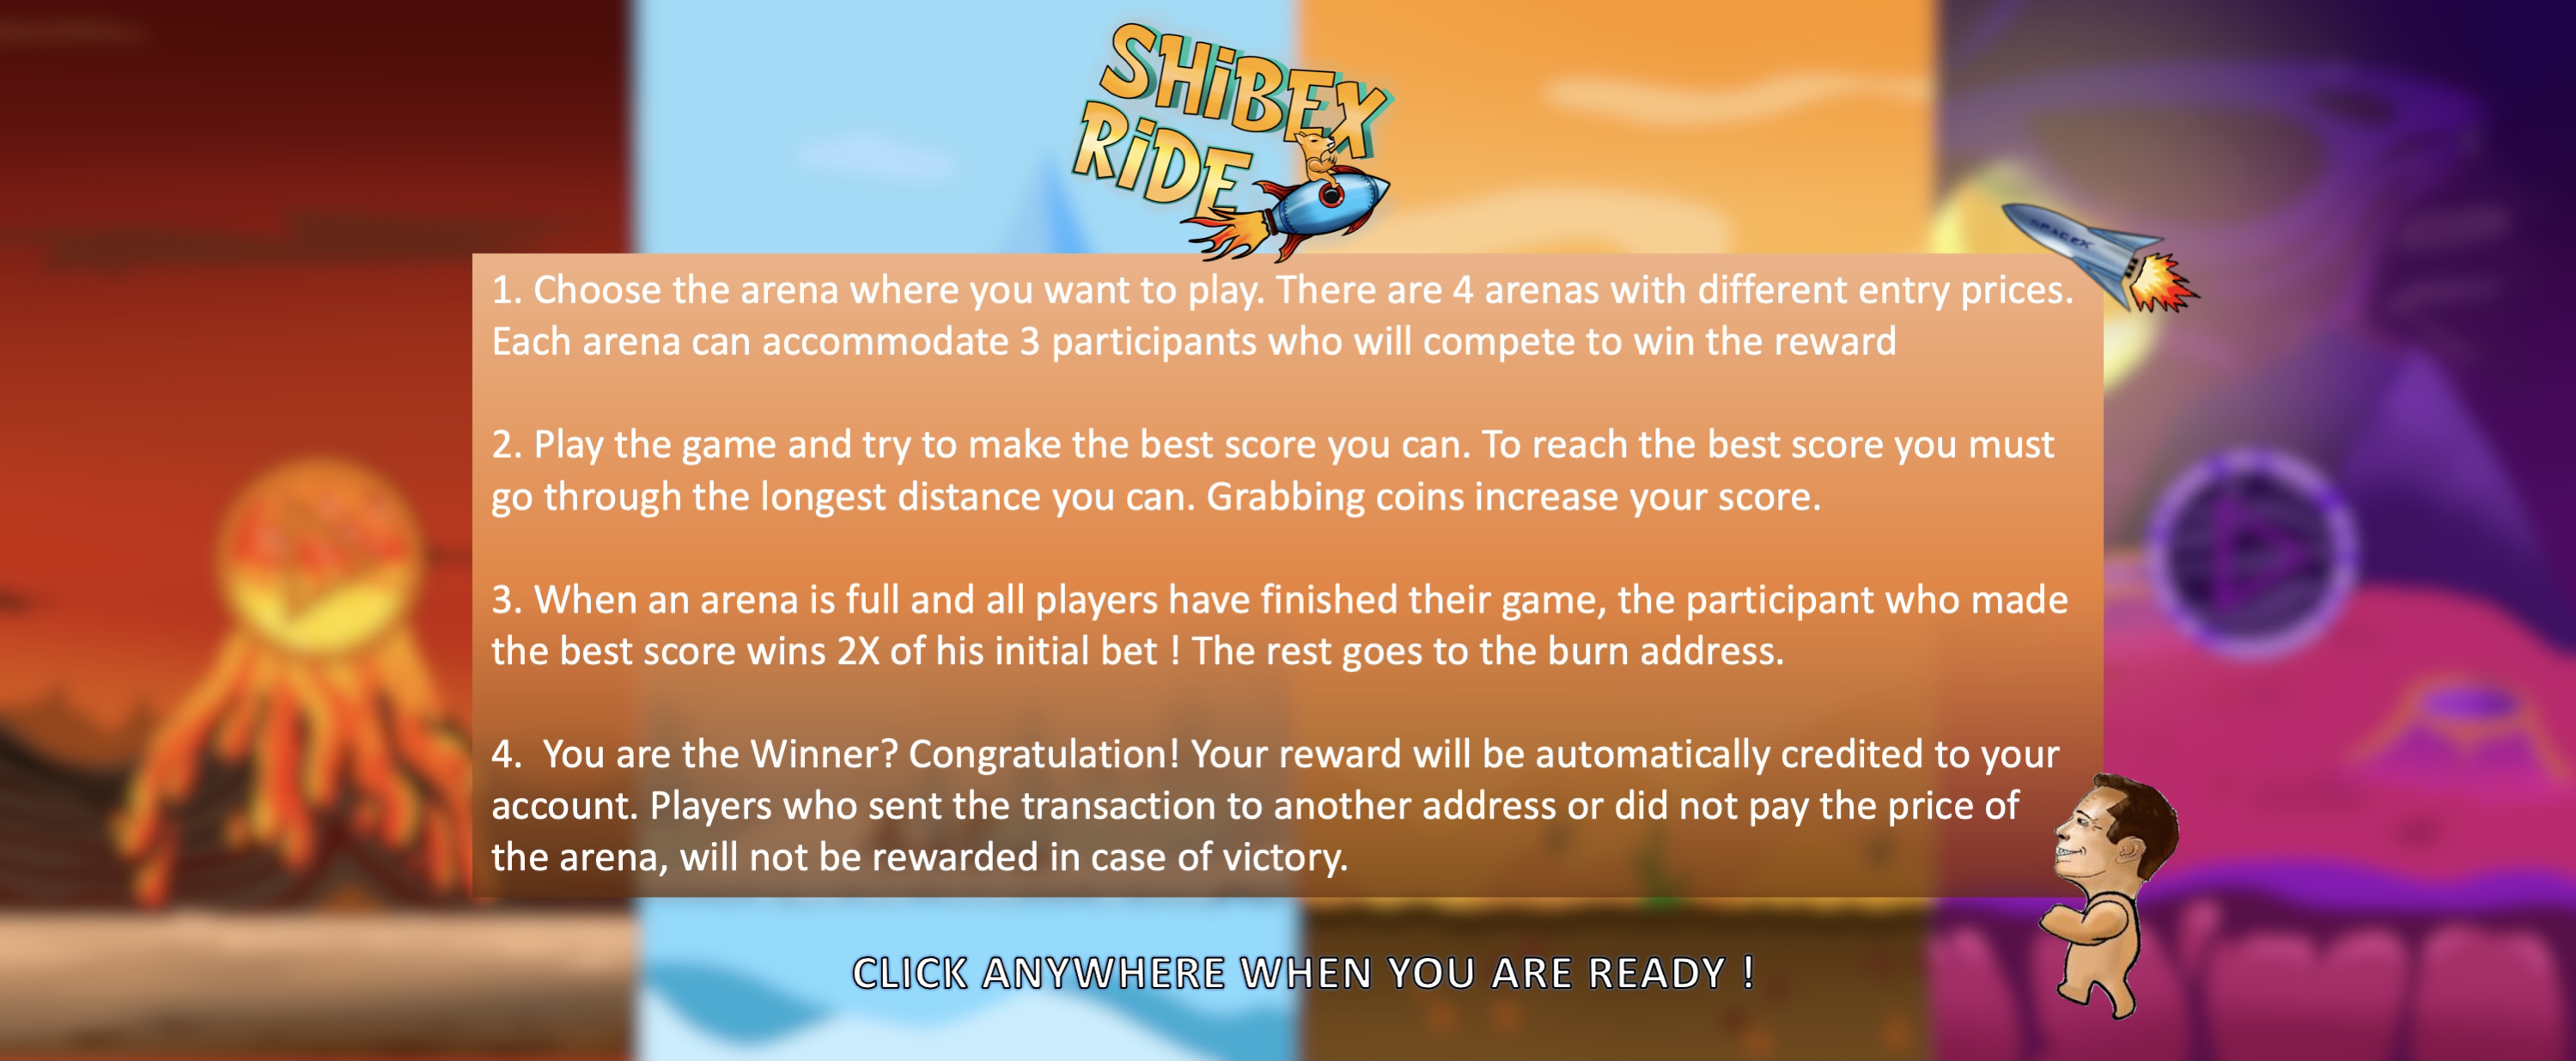 SHiBEX
RiDE
SPACEX
1. Choose the arena where you want to play. There are 4 arenas with different entry prices.
Each arena can accommodate 3 participants who will compete to win the reward
2. Play the game and try to make the best score you can. To reach the best score you must
go through the longest distance you can. Grabbing coins increase your score.
3. When an arena is full and all players have finished their game, the participant who made
the best score wins 2X of his initial bet ! The rest goes to the burn address.
4.  You are the Winner? Congratulation! Your reward will be automatically credited to your
account. Players who sent the transaction to another address or did not pay the price of
the arena, will not be rewarded in case of victory.
CLICK ANYWHERE WHEN YOU ARE READY !